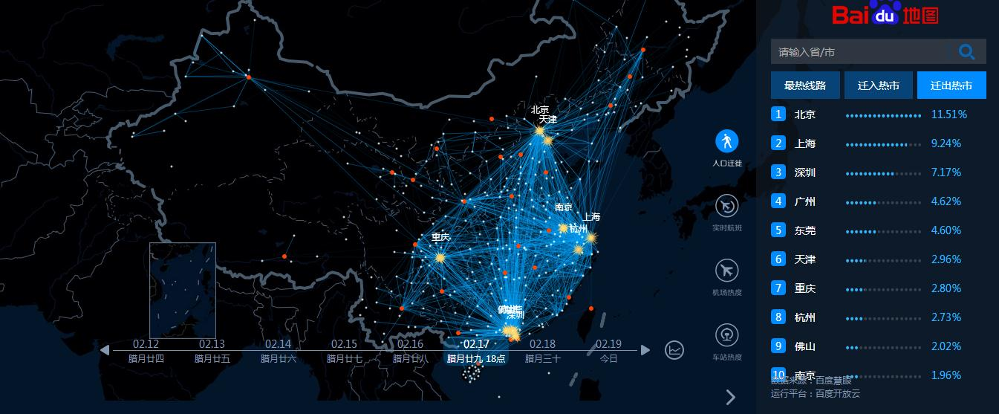 Bai du 地图
请输入省/市
最热线路 迁入热市 迁出热市
1 北京 11.51%
2 上海 9.24%
3 深圳 7.17%
4 广州 4.62%
5 东莞 4.60%
6 天津 2.96%
7 重庆 2.80%
8 杭州 2.73%
9 佛山 2.02%
10 南京 1.96%
数据来源：百度慧眼
运行平台：百度开放云
人口迁徙
实时航班
机场热度
车站热度
北京
天津
南京
上海
杭州
重庆
深圳
02.12 02.13 02.14 02.15 02.16 02.17 02.18 02.19
腊月廿四 腊月廿五 腊月廿六 腊月廿七 腊月廿八 腊月廿九 18点 腊月三十 今日